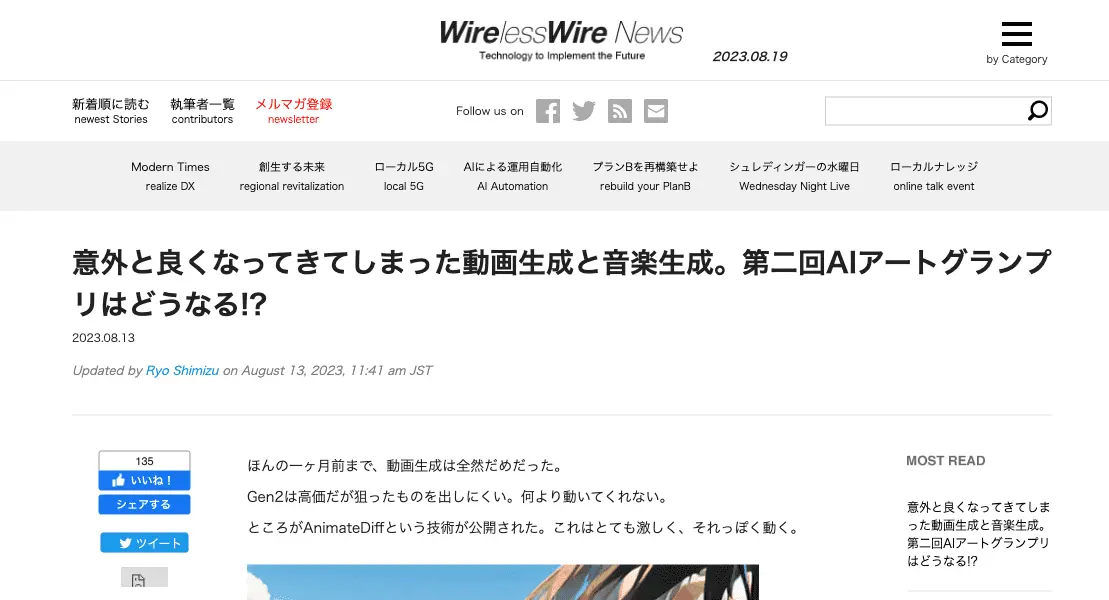 WirelessWire News
Technology to Implement the Future
2023.08.19
by Category
新着順に読む
newest Stories
執筆者一覧
contributors
メルマガ登録
newsletter
Follow us on
Modern Times
realize DX
創生する未来
regional revitalization
ローカル5G
local 5G
AIによる運用自動化
AI Automation
プランBを再構築せよ
rebuild your PlanB
シュレディンガーの水曜日
Wednesday Night Live
ローカルナレッジ
online talk event
意外と良くなってきてしまった動画生成と音楽生成。第二回AIアートグランプ
リはどうなる!?
2023.08.13
Updated by Ryo Shimizu on August 13, 2023, 11:41 am JST
135
いいね！
シェアする
ツイート
ほんの一ヶ月前まで、動画生成は全然だめだった。
Gen2は高価だが狙ったものを出しにくい。何より動いてくれない。
ところがAnimateDiffという技術が公開された。これはとても激しく、それっぽく動く。
MOST READ
意外と良くなってきてしま
った動画生成と音楽生成。
第二回AIアートグランプリ
はどうなる!?